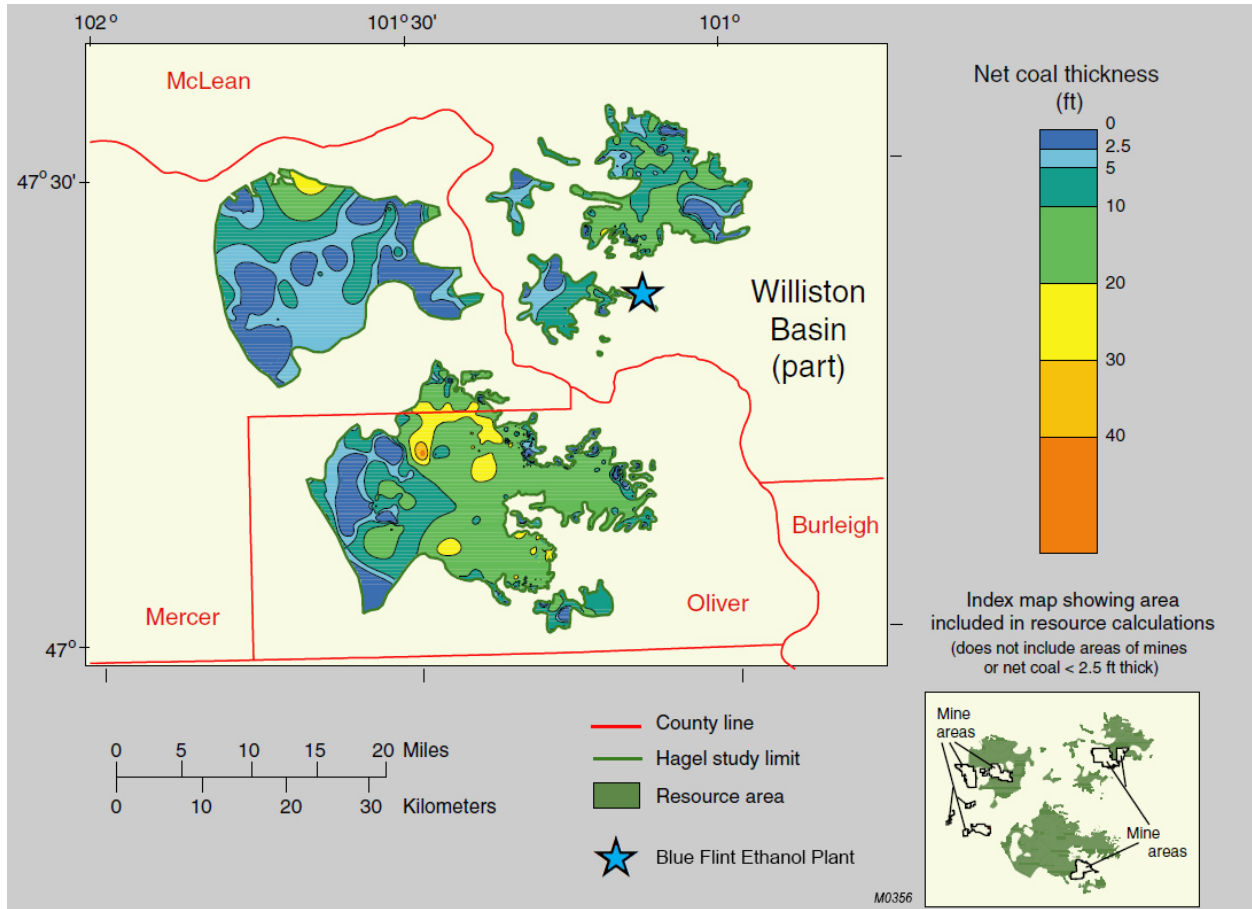 102° 101°30' 101°
McLean
47°30'
Williston
Basin
(part)
Mercer
Oliver
Burleigh
47°
Net coal thickness
(ft)
0
2.5
5
10
20
30
40
Index map showing area
included in resource calculations
(does not include areas of mines
or net coal < 2.5 ft thick)
Mine
areas
Mine
areas
0 5 10 15 20 Miles
0 10 20 30 Kilometers
County line
Hagel study limit
Resource area
Blue Flint Ethanol Plant
M0356